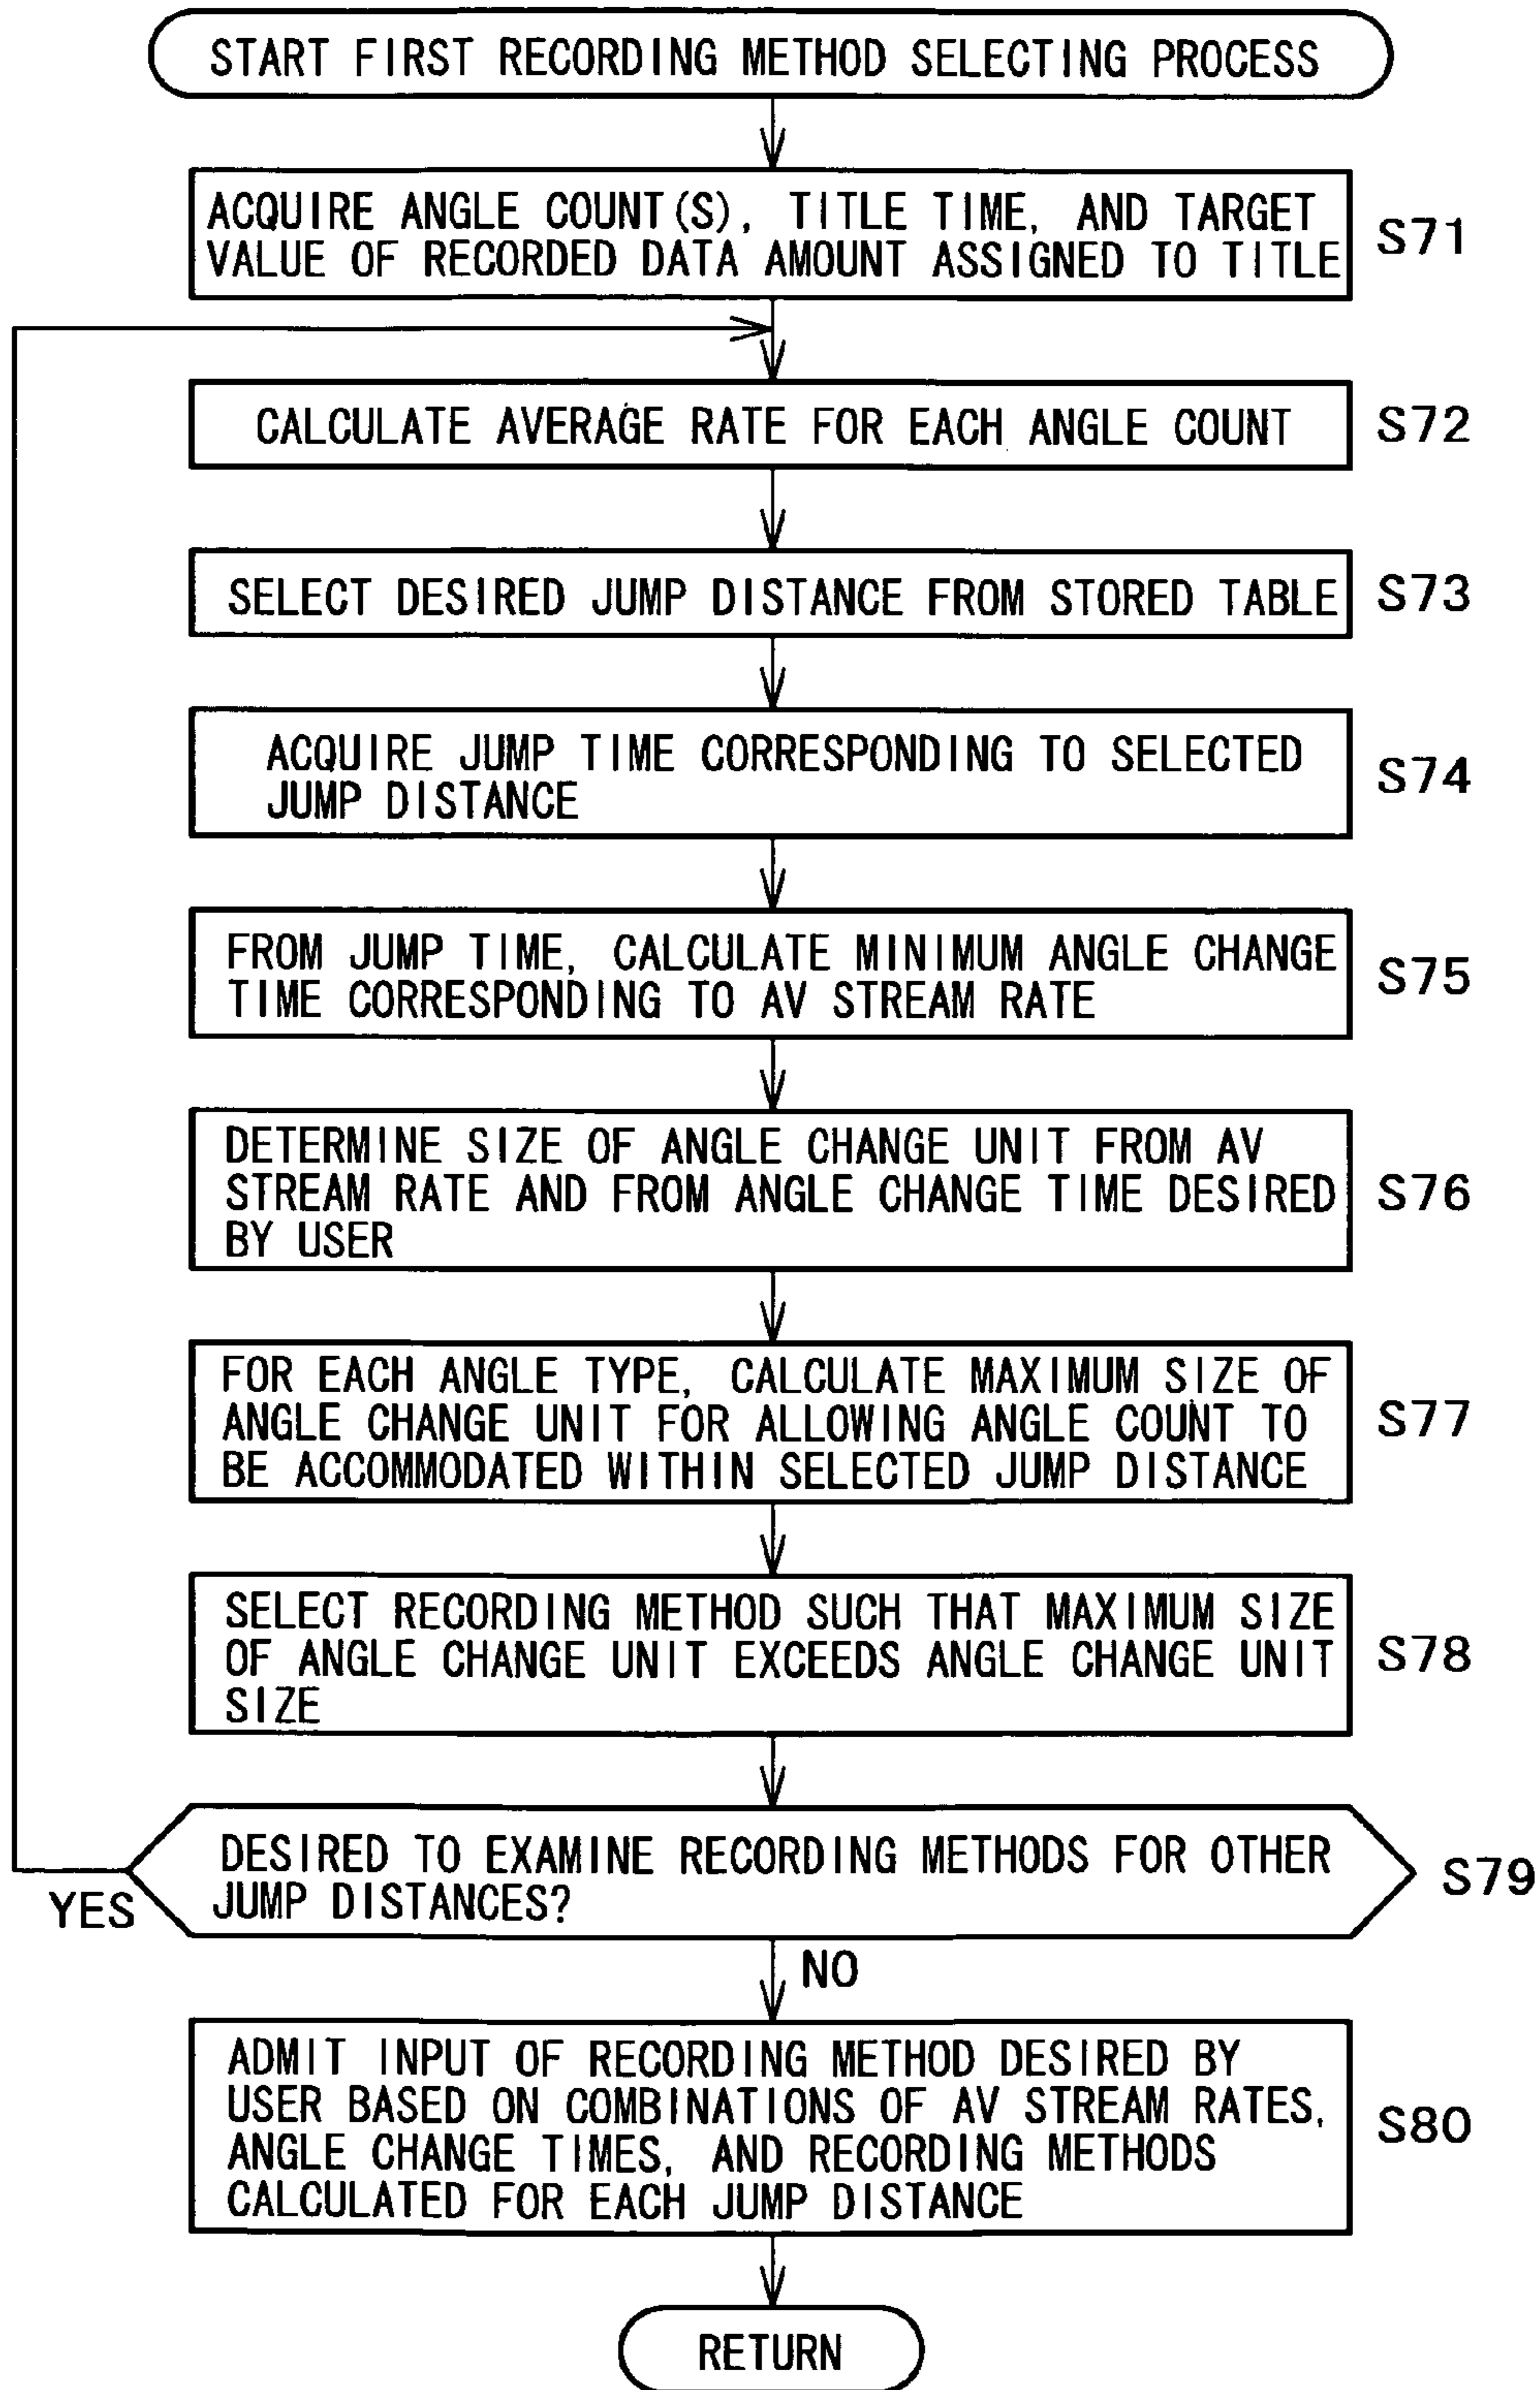 START FIRST RECORDING METHOD SELECTING PROCESS
ACQUIRE ANGLE COUNT(S), TITLE TIME, AND TARGET
VALUE OF RECORDED DATA AMOUNT ASSIGNED TO TITLE
S71
CALCULATE AVERAGE RATE FOR EACH ANGLE COUNT
S72
SELECT DESIRED JUMP DISTANCE FROM STORED TABLE
S73
ACQUIRE JUMP TIME CORRESPONDING TO SELECTED
JUMP DISTANCE
S74
FROM JUMP TIME, CALCULATE MINIMUM ANGLE CHANGE
TIME CORRESPONDING TO AV STREAM RATE
S75
DETERMINE SIZE OF ANGLE CHANGE UNIT FROM AV
STREAM RATE AND FROM ANGLE CHANGE TIME DESIRED
BY USER
S76
FOR EACH ANGLE TYPE, CALCULATE MAXIMUM SIZE OF
ANGLE CHANGE UNIT FOR ALLOWING ANGLE COUNT TO
BE ACCOMMODATED WITHIN SELECTED JUMP DISTANCE
S77
SELECT RECORDING METHOD SUCH THAT MAXIMUM SIZE
OF ANGLE CHANGE UNIT EXCEEDS ANGLE CHANGE UNIT
SIZE
S78
DESIRED TO EXAMINE RECORDING METHODS FOR OTHER
JUMP DISTANCES?
S79
YES
NO
ADMIT INPUT OF RECORDING METHOD DESIRED BY
USER BASED ON COMBINATIONS OF AV STREAM RATES,
ANGLE CHANGE TIMES, AND RECORDING METHODS
CALCULATED FOR EACH JUMP DISTANCE
S80
RETURN